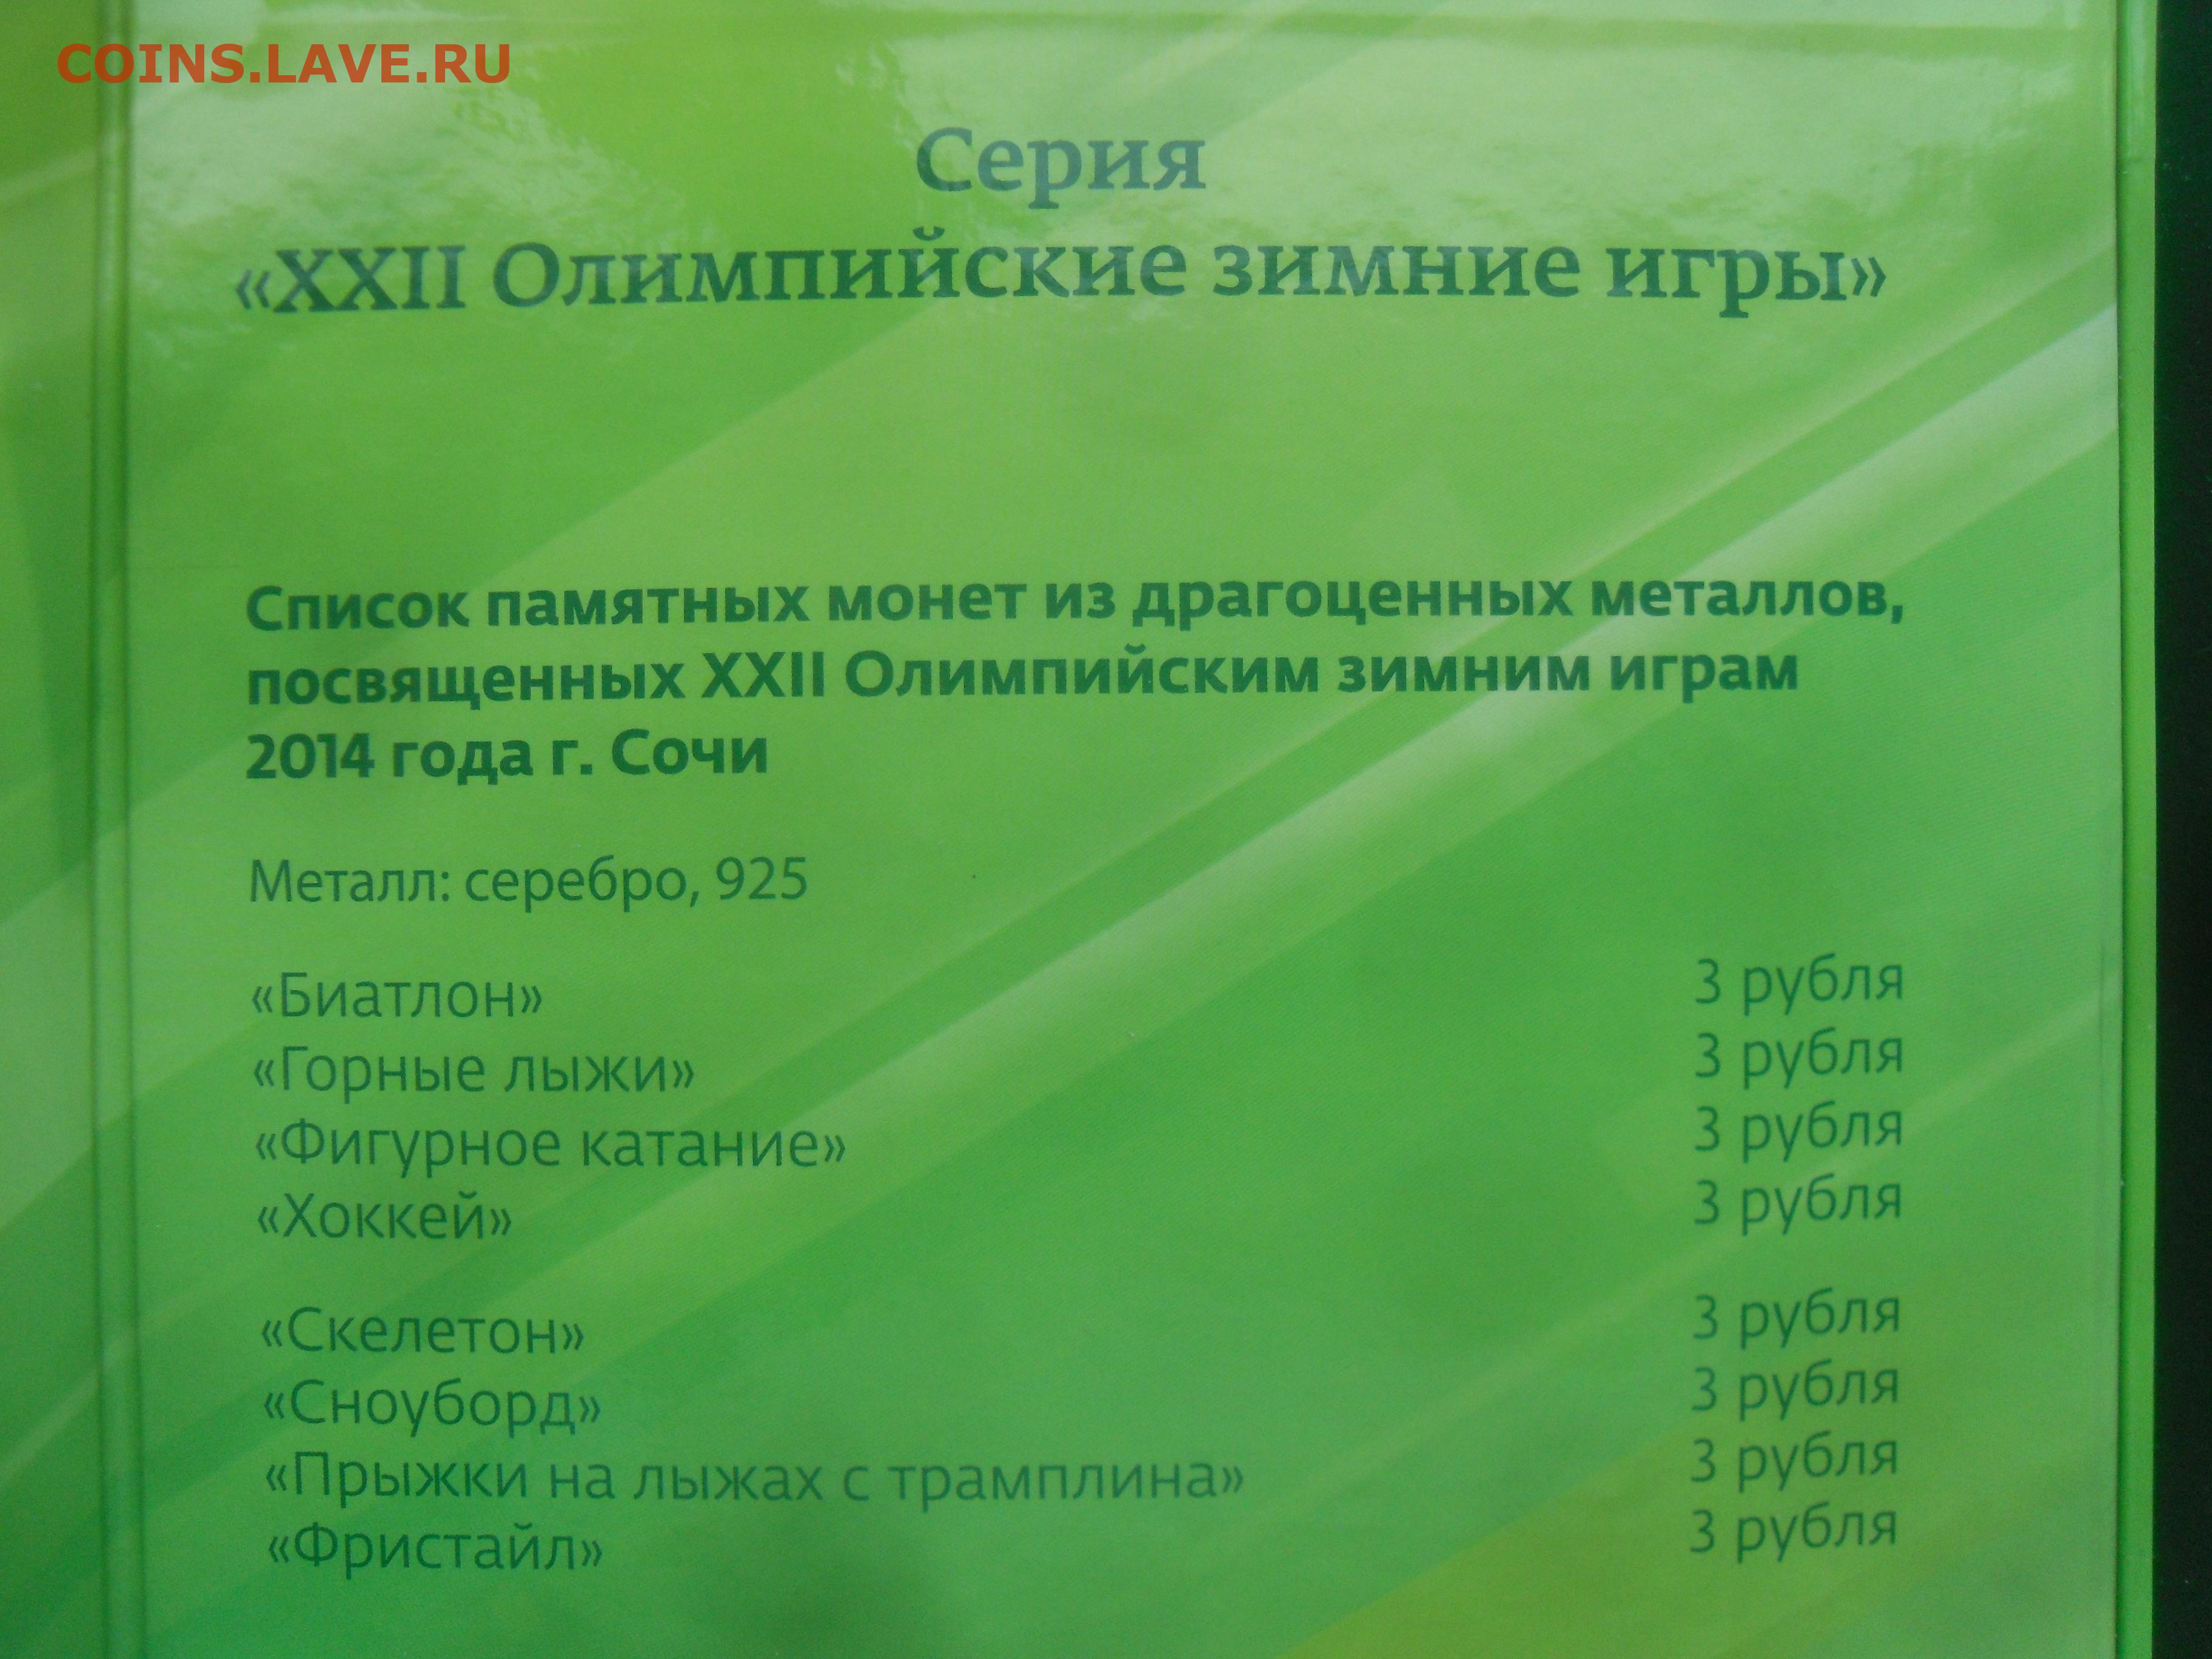 COINS.LAVE.RU
Серия
«XXII Олимпийские зимние игры»
Список памятных монет из драгоценных металлов,
посвященных XXII Олимпийским зимним играм
2014 года г. Сочи
Металл: серебро, 925
«Биатлон» 3 рубля
«Горные лыжи» 3 рубля
«Фигурное катание» 3 рубля
«Хоккей» 3 рубля
«Скелетон» 3 рубля
«Сноуборд» 3 рубля
«Прыжки на лыжах с трамплина» 3 рубля
«Фристайл» 3 рубля